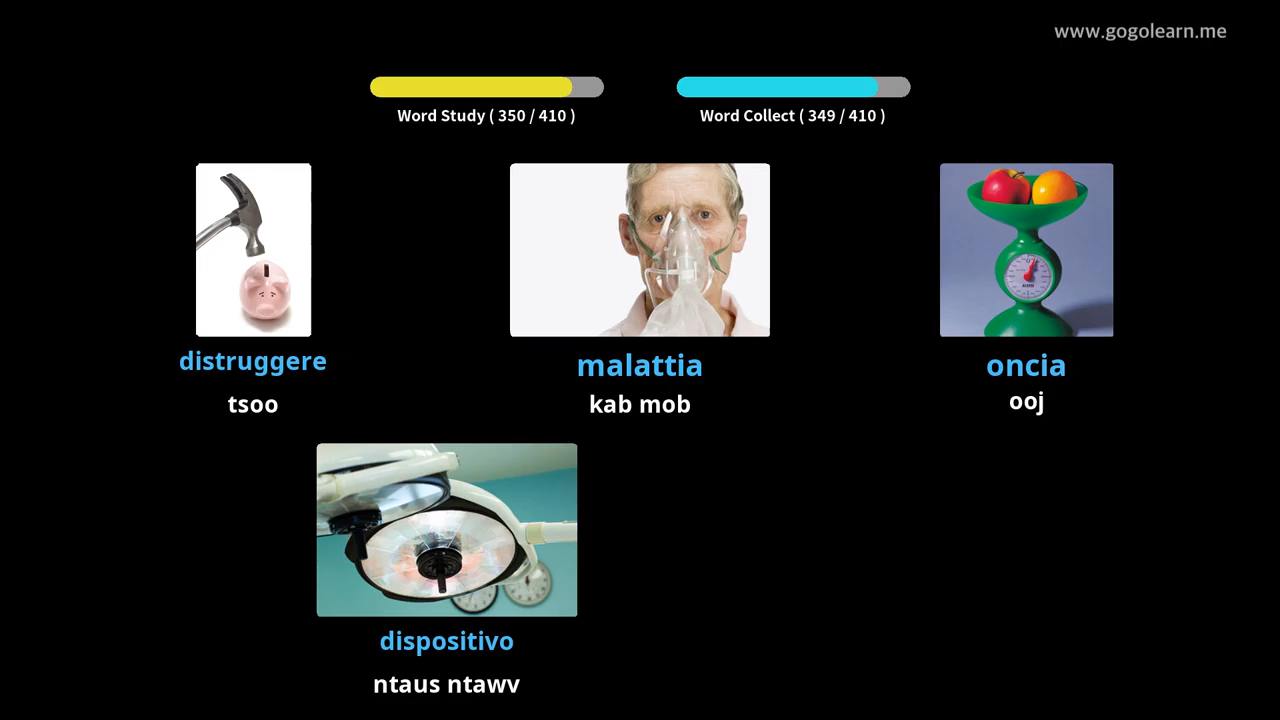 www.gogolearn.me
Word Study ( 350 / 410 )
Word Collect ( 349 / 410 )
distruggere
tsoo
malattia
kab mob
oncia
ooj
dispositivo
ntaus ntawv